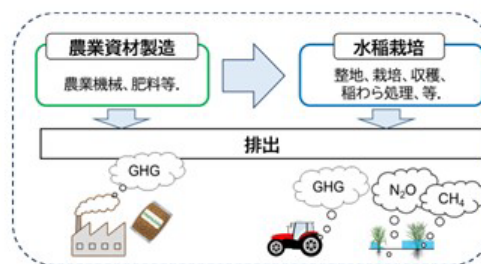 農業資材製造
農業機械、肥料等.
水稲栽培
整地、栽培、収穫、
稲わら処理、等.
排出
GHG
GHG
N₂O
CH₄